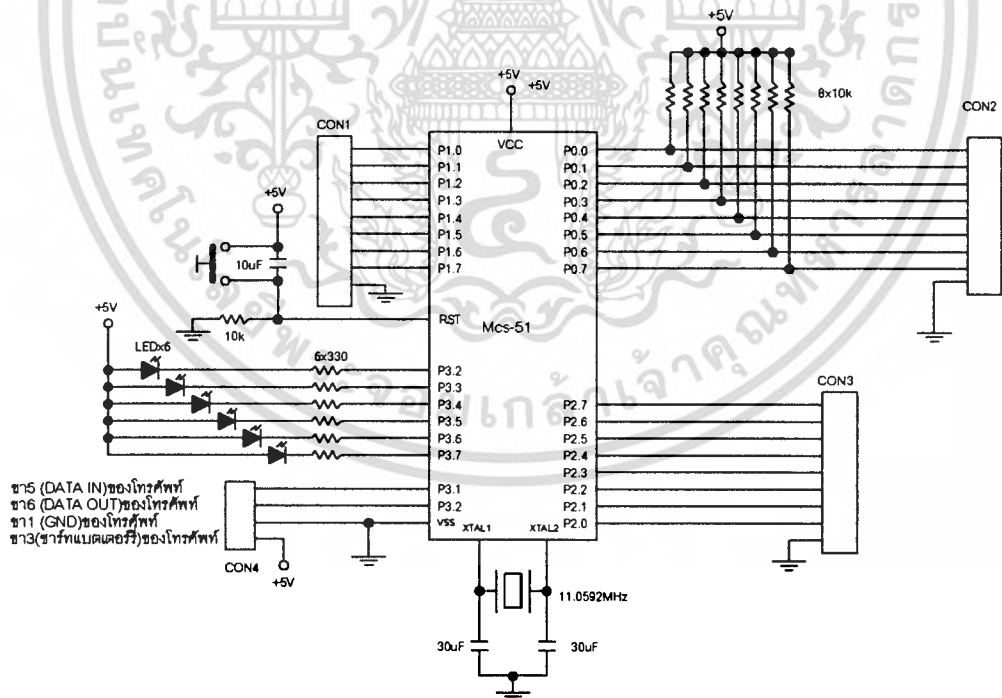 +5V
+5V
+5V
8x10k
CON1
CON2
VCC
P1.0
P1.1
P1.2
P1.3
P1.4
P1.5
P1.6
P1.7
P0.0
P0.1
P0.2
P0.3
P0.4
P0.5
P0.6
P0.7
+5V
10uF
10k
RST
Mcs-51
+5V
LEDx6
6x330
P3.2
P3.3
P3.4
P3.5
P3.6
P3.7
CON3
P2.7
P2.6
P2.5
P2.4
P2.3
P2.2
P2.1
P2.0
ขา5 (DATA IN)ของโทรศัพท์
ขา6 (DATA OUT)ของโทรศัพท์
ขา1 (GND)ของโทรศัพท์
ขา3(ชาร์ทแบตเตอร์รี่)ของโทรศัพท์
P3.1
P3.2
VSS
XTAL1
XTAL2
CON4
+5V
11.0592MHz
30uF
30uF